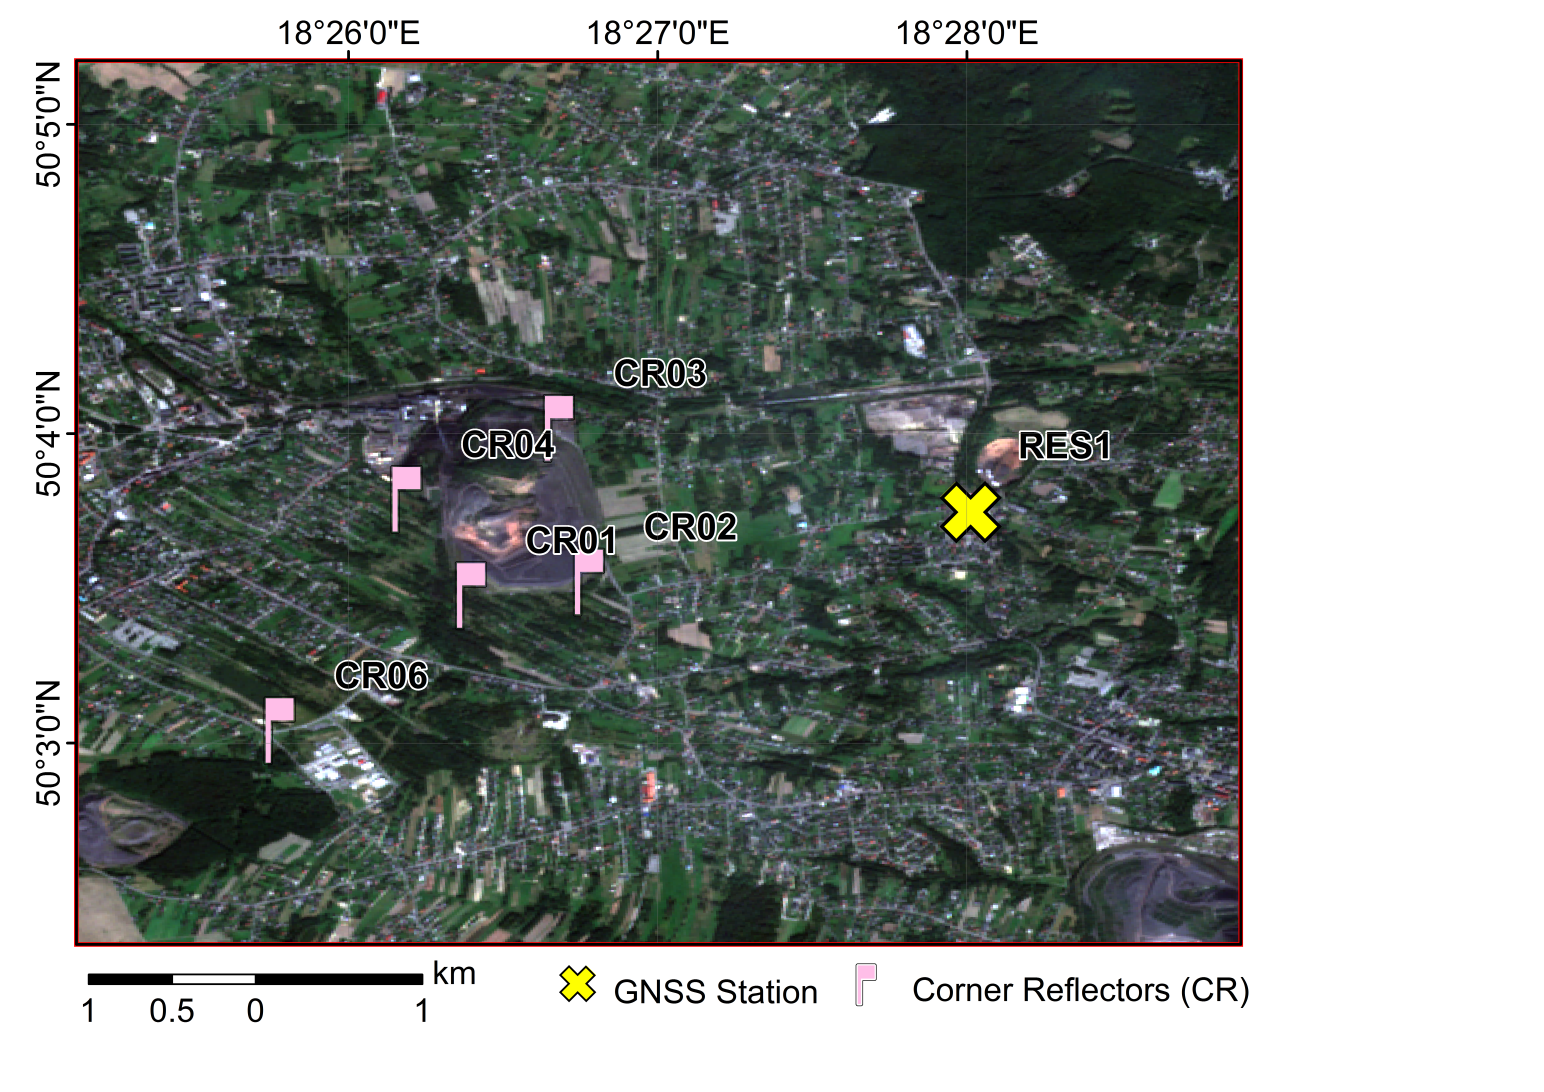 18°26'0"E 18°27'0"E 18°28'0"E
50°5'0"N
50°4'0"N
50°3'0"N
CR03
CR04
RES1
CR02
CR01
CR06
km
1 0.5 0 1
GNSS Station
Corner Reflectors (CR)